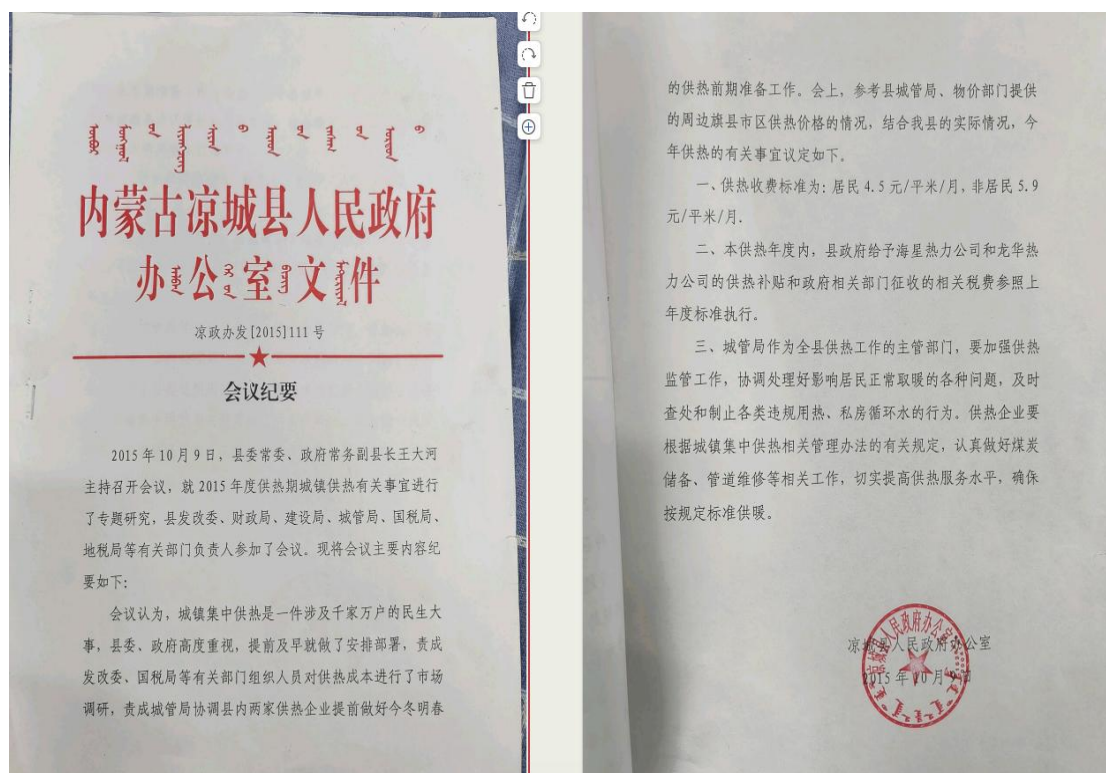 内蒙古凉城县人民政府
办公室文件
凉政办发[2015]111号
会议纪要
2015年10月9日，县委常委、政府常务副县长王大河
主持召开会议，就2015年度供热期城镇供热有关事宜进行
了专题研究，县发改委、财政局、建设局、城管局、国税局、
地税局等有关部门负责人参加了会议。现将会议主要内容纪
要如下：
会议认为，城镇集中供热是一件涉及千家万户的民生大
事，县委、政府高度重视，提前及早就做了安排部署，责成
发改委、国税局等有关部门组织人员对供热成本进行了市场
调研，责成城管局协调县内两家供热企业提前做好今冬明春
的供热前期准备工作。会上，参考县城管局、物价部门提供
的周边旗县市区供热价格的情况，结合我县的实际情况，今
年供热的有关事宜议定如下。
一、供热收费标准为：居民4.5元/平米/月，非居民5.9
元/平米/月.
二、本供热年度内，县政府给予海星热力公司和龙华热
力公司的供热补贴和政府相关部门征收的相关税费参照上
年度标准执行。
三、城管局作为全县供热工作的主管部门，要加强供热
监管工作，协调处理好影响居民正常取暖的各种问题，及时
查处和制止各类违规用热、私房循环水的行为。供热企业要
根据城镇集中供热相关管理办法的有关规定，认真做好煤炭
储备、管道维修等相关工作，切实提高供热服务水平，确保
按规定标准供暖。
凉城县人民政府办公室
2015年10月9日